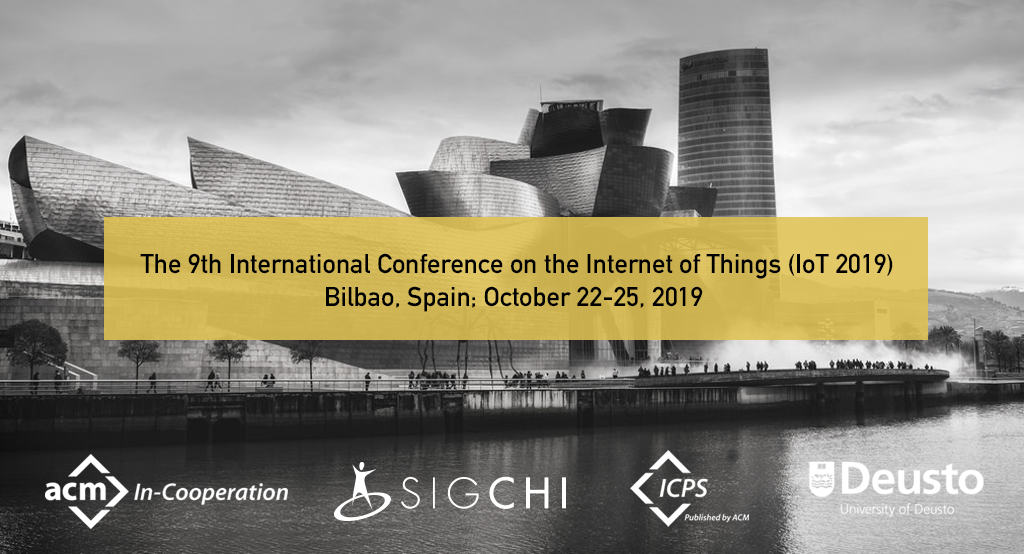 The 9th International Conference on the Internet of Things (IoT 2019)
Bilbao, Spain; October 22-25, 2019
acm In-Cooperation
SIGCHI
ICPS
Published by ACM
Deusto
University of Deusto